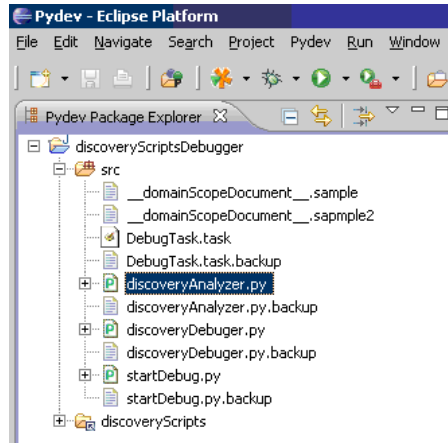 Pydev - Eclipse Platform
File Edit Navigate Search Project Pydev Run Window
Pydev Package Explorer
discoveryScriptsDebugger
src
__domainScopeDocument__.sample
__domainScopeDocument__.sapmple2
DebugTask.task
DebugTask.task.backup
discoveryAnalyzer.py
discoveryAnalyzer.py.backup
discoveryDebuger.py
discoveryDebuger.py.backup
startDebug.py
startDebug.py.backup
discoveryScripts